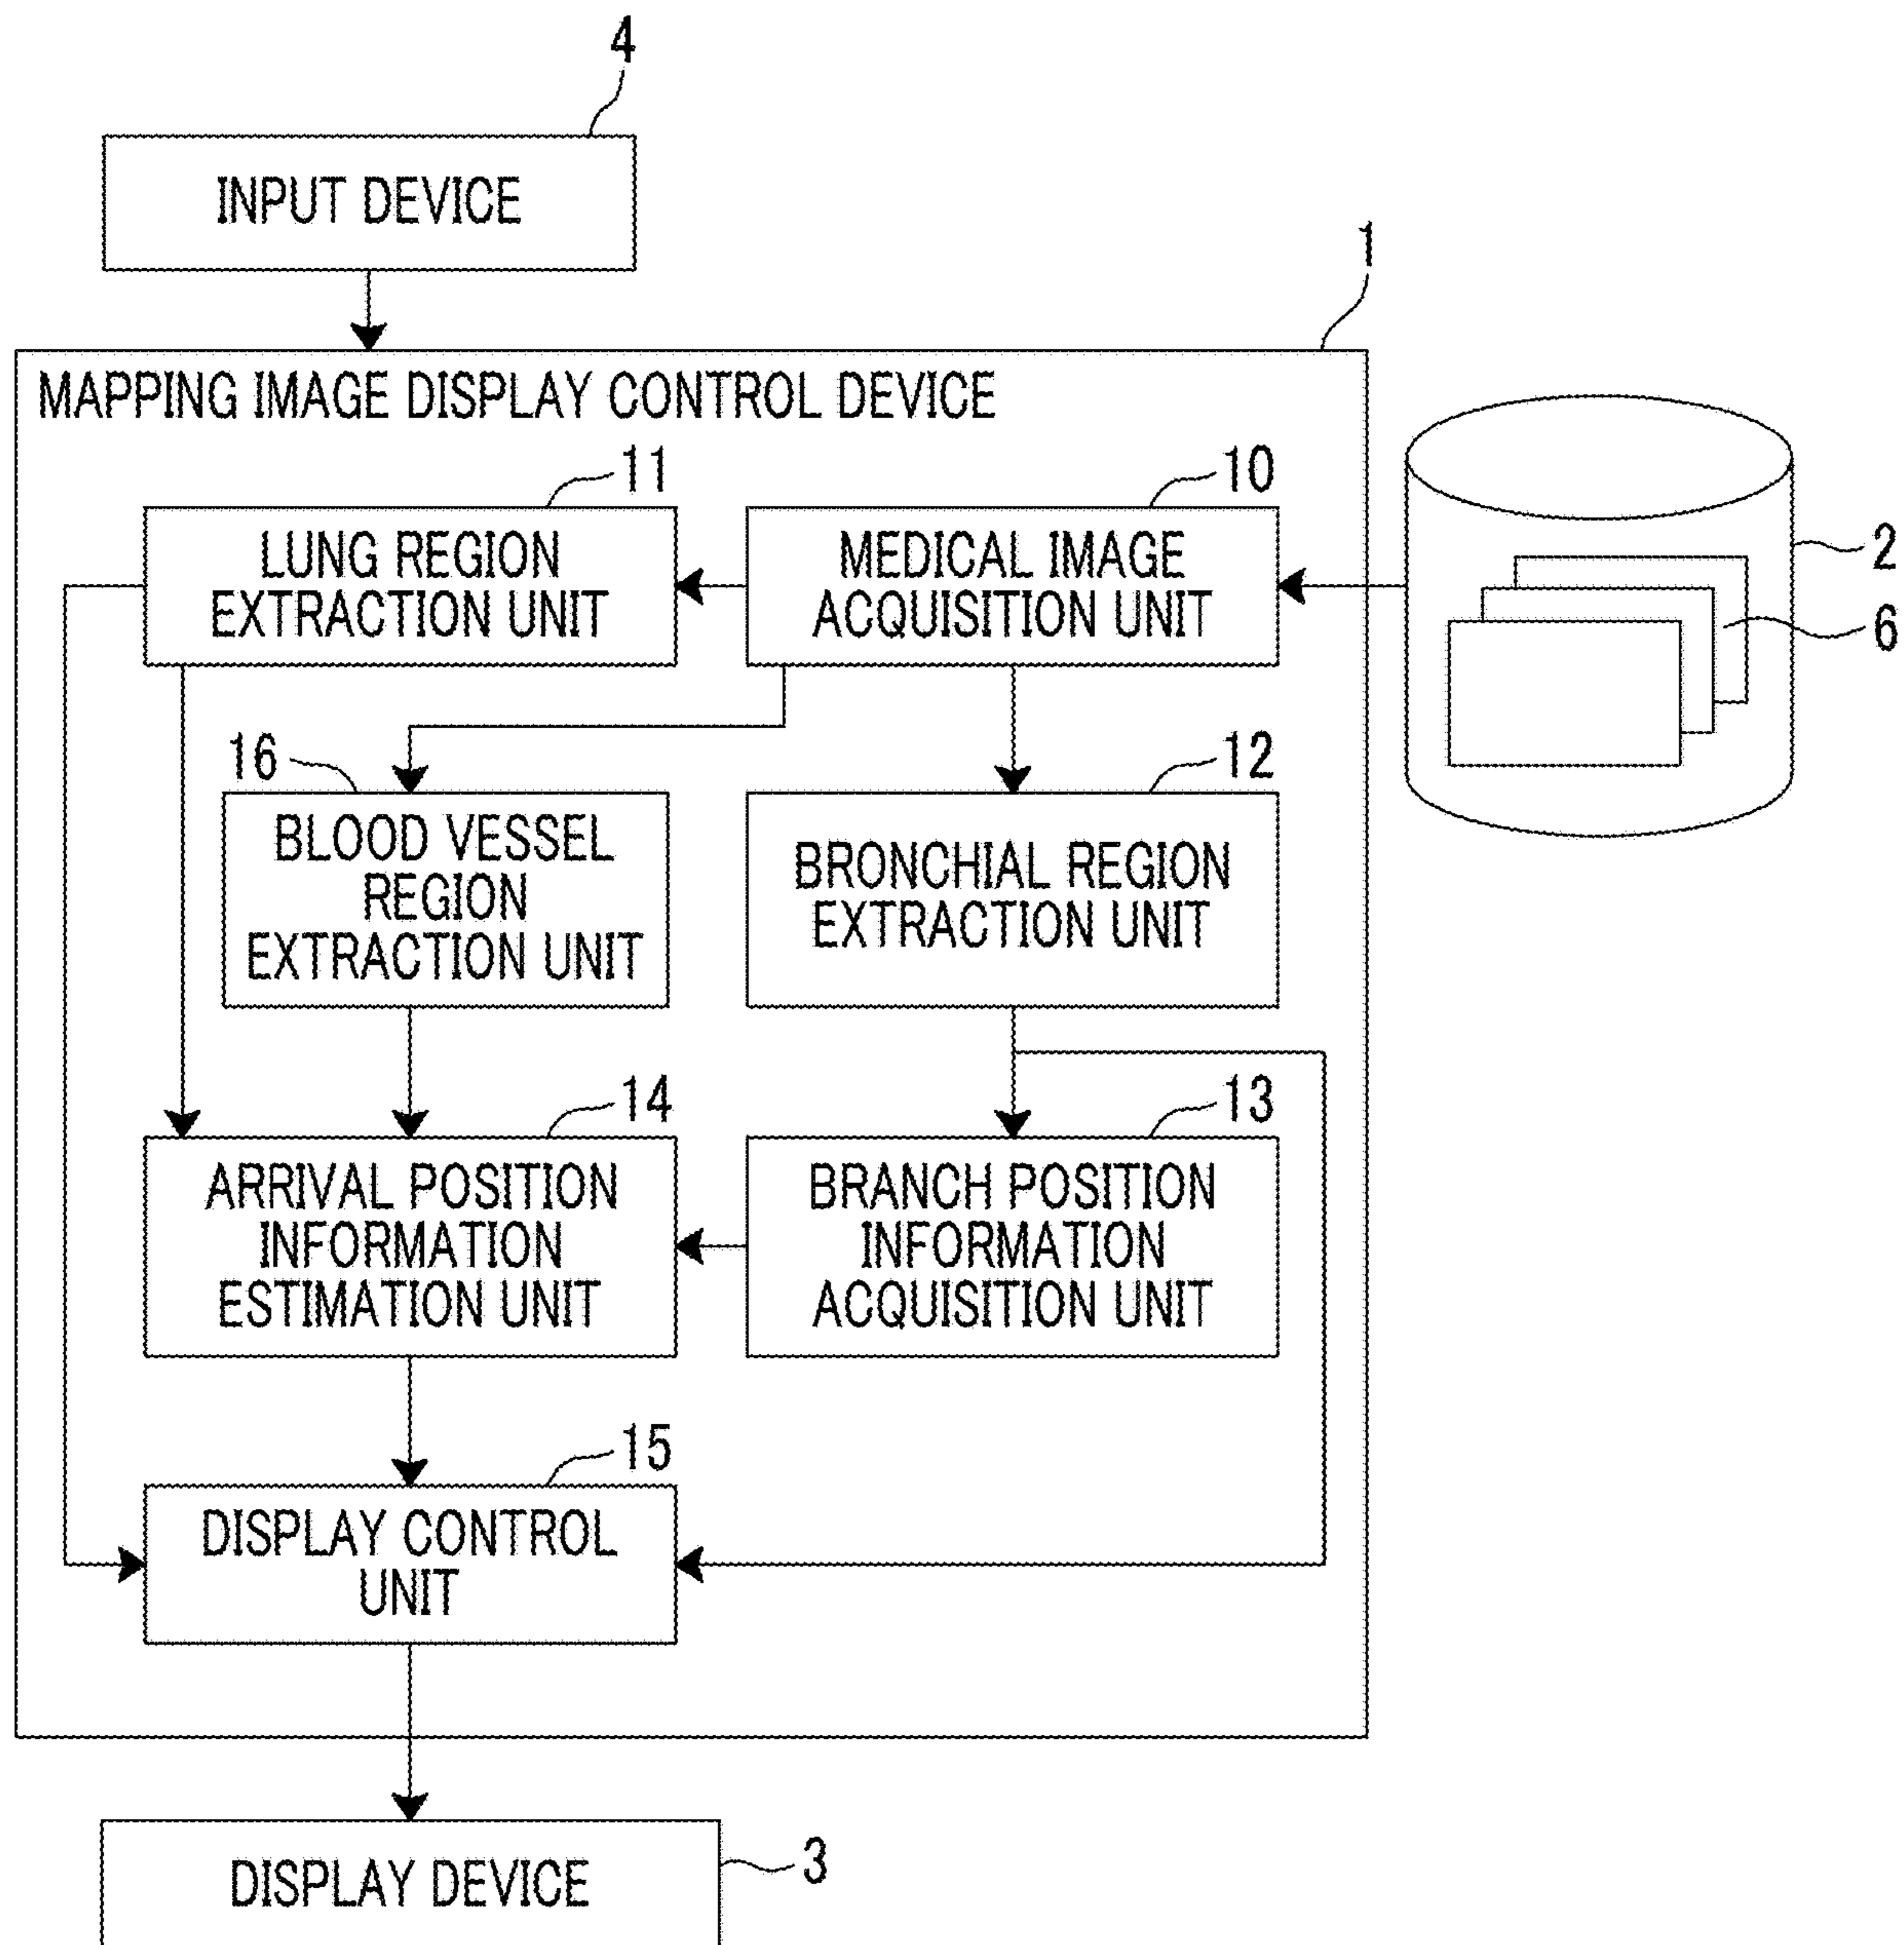 4
INPUT DEVICE
1
MAPPING IMAGE DISPLAY CONTROL DEVICE
11
10
LUNG REGION
EXTRACTION UNIT
MEDICAL IMAGE
ACQUISITION UNIT
2
6
16
12
BLOOD VESSEL
REGION
EXTRACTION UNIT
BRONCHIAL REGION
EXTRACTION UNIT
14
13
ARRIVAL POSITION
INFORMATION
ESTIMATION UNIT
BRANCH POSITION
INFORMATION
ACQUISITION UNIT
15
DISPLAY CONTROL
UNIT
DISPLAY DEVICE
3